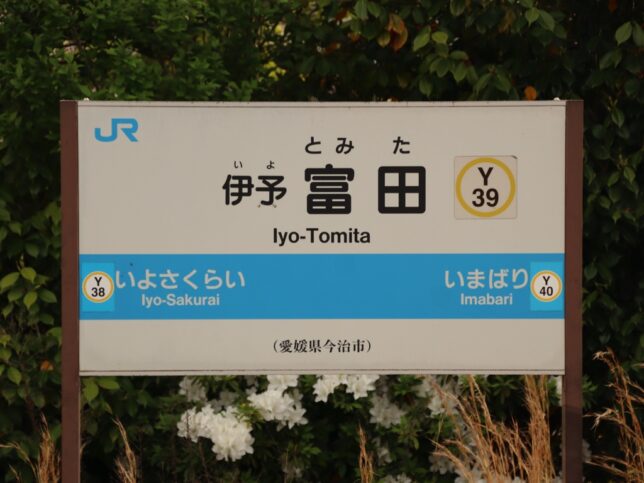 JR
いよ とみた
伊予富田
Y
39
Iyo-Tomita
Y
38
いよさくらい
Iyo-Sakurai
いまばり
Imabari
Y
40
(愛媛県今治市)